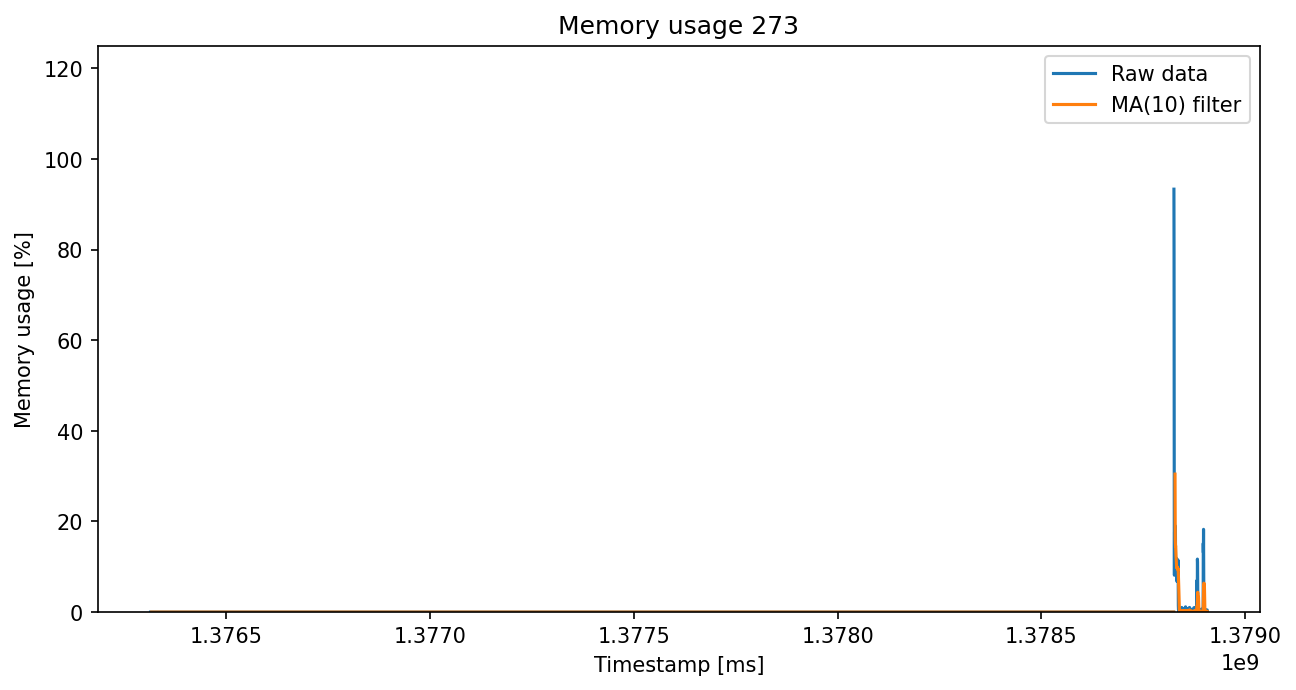 Memory usage 273
Raw data
MA(10) filter
Memory usage [%]
120
100
80
60
40
20
0
1.3765 1.3770 1.3775 1.3780 1.3785 1.3790
1e9
Timestamp [ms]